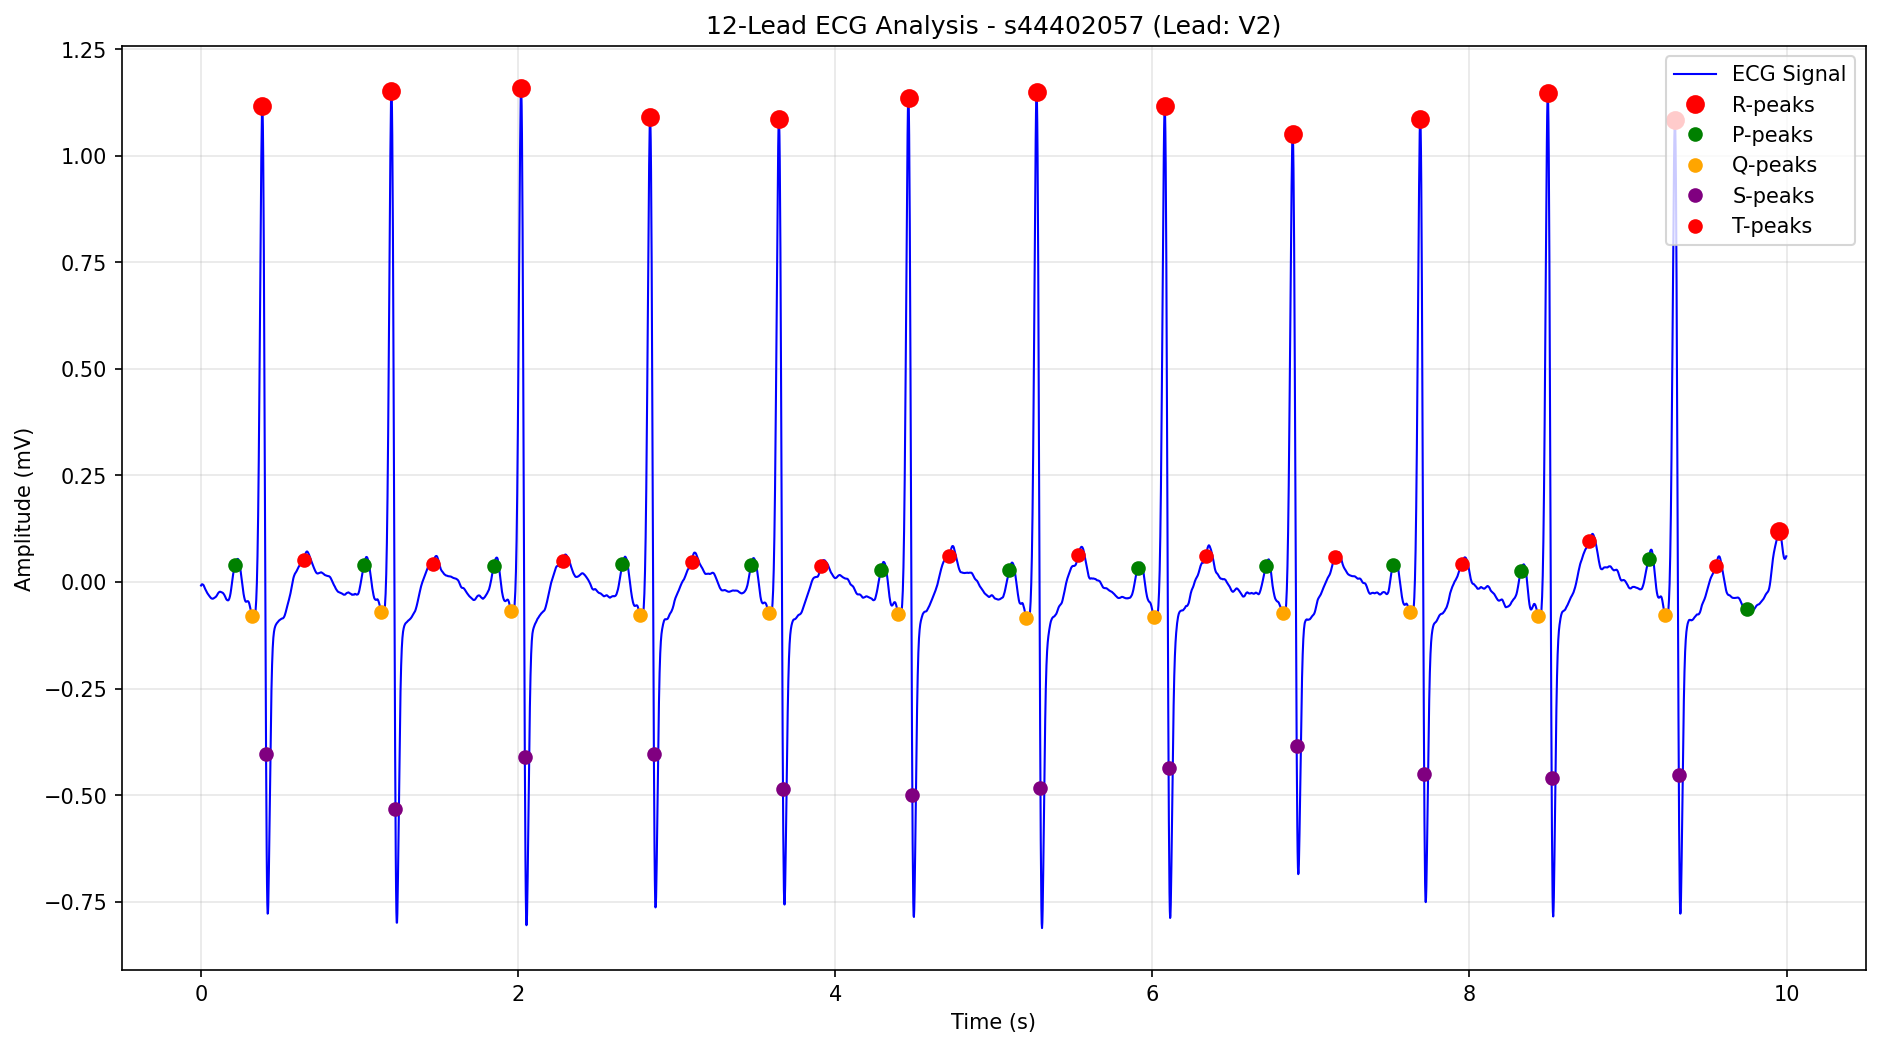 12-Lead ECG Analysis - s44402057 (Lead: V2)
ECG Signal
R-peaks
P-peaks
Q-peaks
S-peaks
T-peaks
Amplitude (mV)
1.25
1.00
0.75
0.50
0.25
0.00
−0.25
−0.50
−0.75
0 2 4 6 8 10
Time (s)